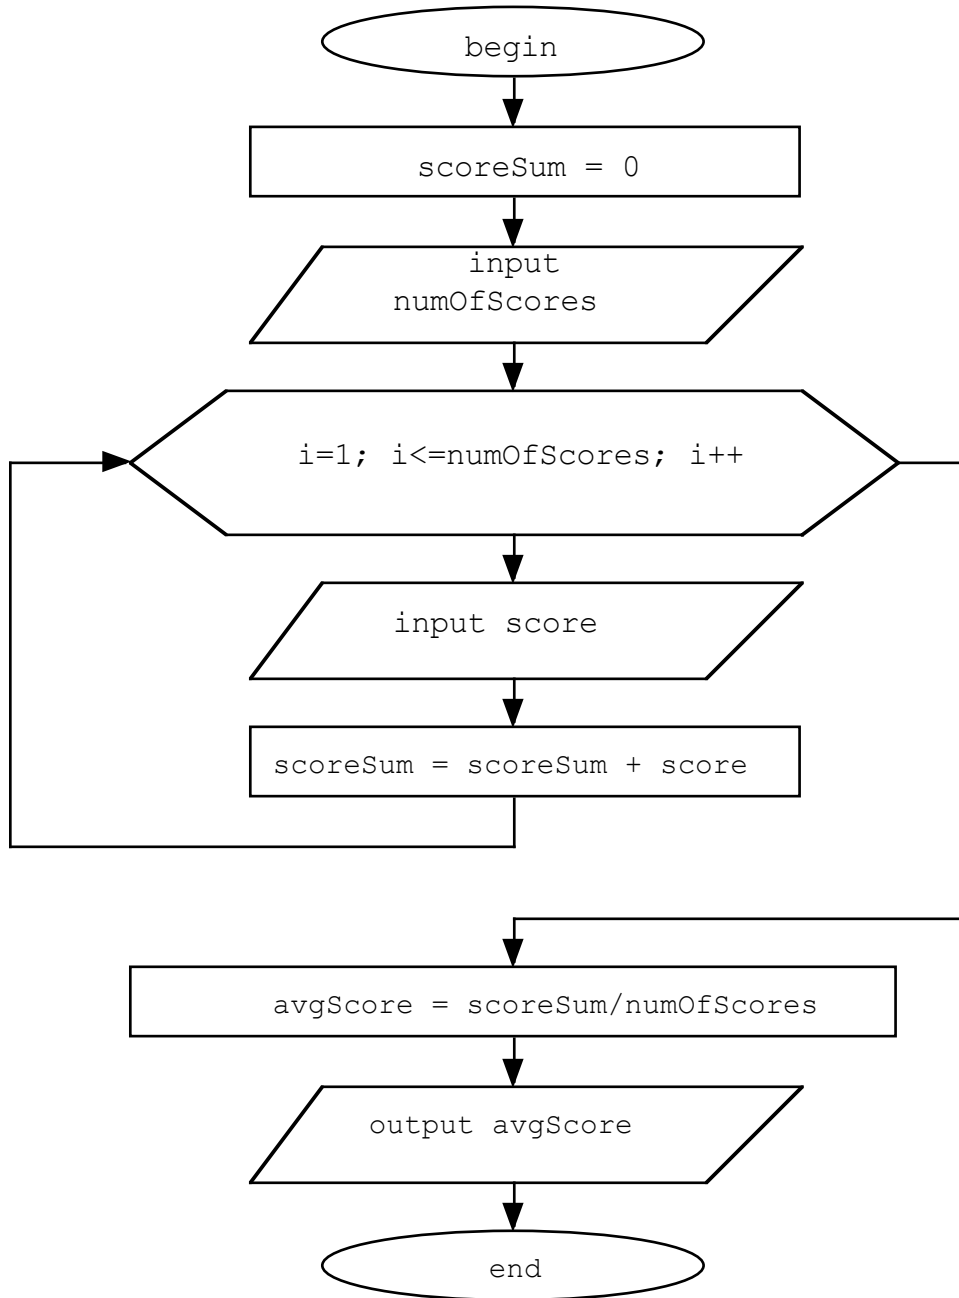 begin
scoreSum = 0
input
numOfScores
i=1; i<=numOfScores; i++
input score
scoreSum = scoreSum + score
avgScore = scoreSum/numOfScores
output avgScore
end